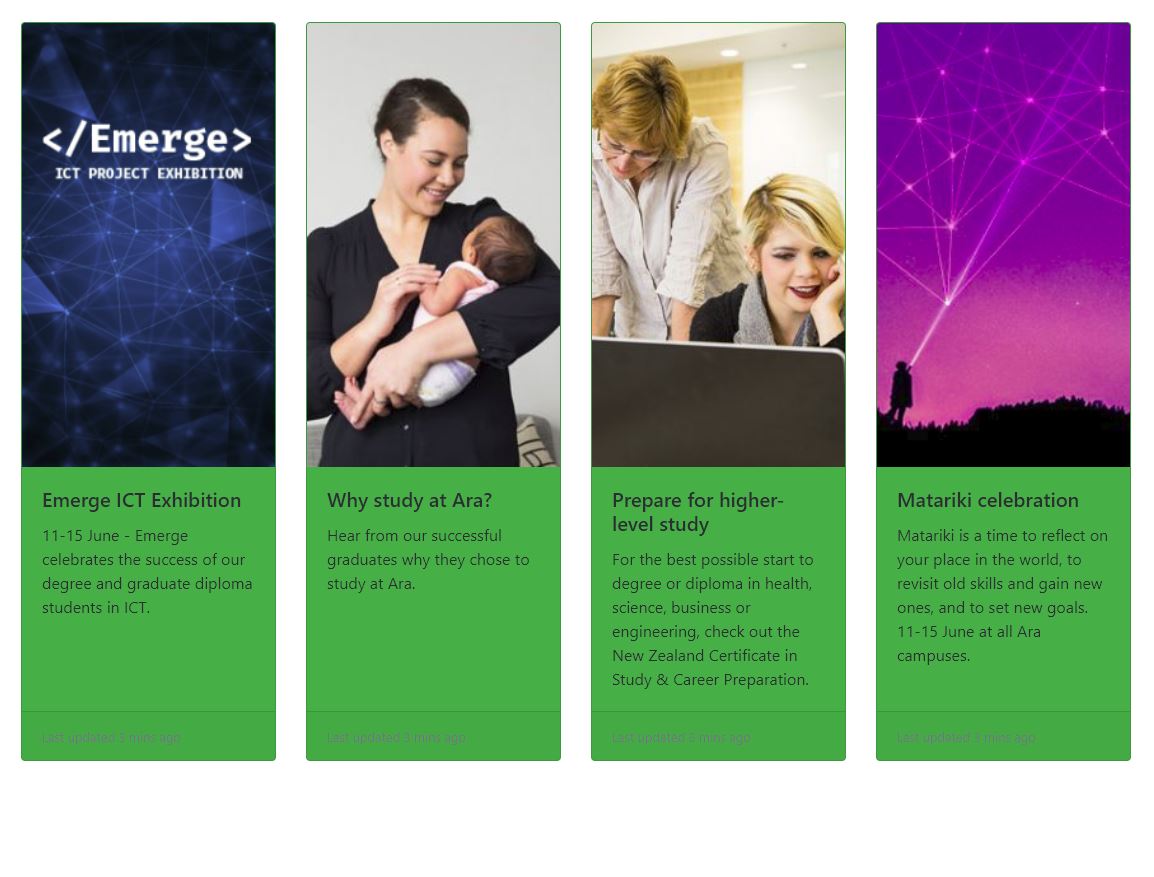 </Emerge>
ICT PROJECT EXHIBITION
Emerge ICT Exhibition
11-15 June - Emerge
celebrates the success of our
degree and graduate diploma
students in ICT.
Last updated 3 mins ago
Why study at Ara?
Hear from our successful
graduates why they chose to
study at Ara.
Last updated 3 mins ago
Prepare for higher-
level study
For the best possible start to
degree or diploma in health,
science, business or
engineering, check out the
New Zealand Certificate in
Study & Career Preparation.
Last updated 3 mins ago
Matariki celebration
Matariki is a time to reflect on
your place in the world, to
revisit old skills and gain new
ones, and to set new goals.
11-15 June at all Ara
campuses.
Last updated 3 mins ago